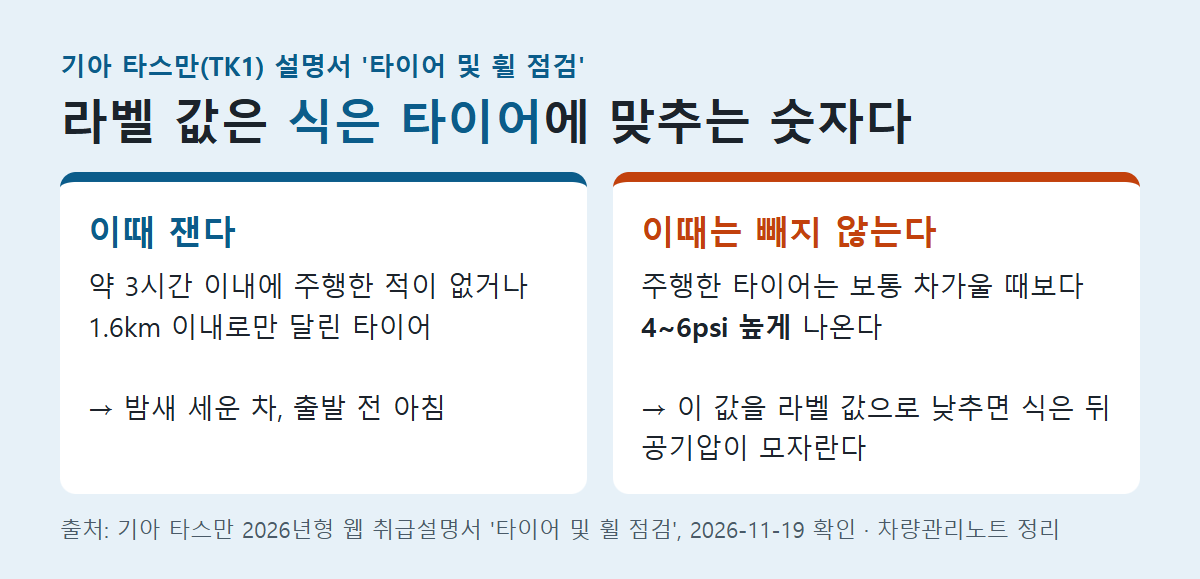 기아 타스만(TK1) 설명서 '타이어 및 휠 점검'
라벨 값은 식은 타이어에 맞추는 숫자다
이때 잰다
약 3시간 이내에 주행한 적이 없거나
1.6km 이내로만 달린 타이어
→ 밤새 세운 차, 출발 전 아침
이때는 빼지 않는다
주행한 타이어는 보통 차가울 때보다
4~6psi 높게 나온다
→ 이 값을 라벨 값으로 낮추면 식은 뒤
공기압이 모자란다
출처: 기아 타스만 2026년형 웹 취급설명서 '타이어 및 휠 점검', 2026-11-19 확인 · 차량관리노트 정리